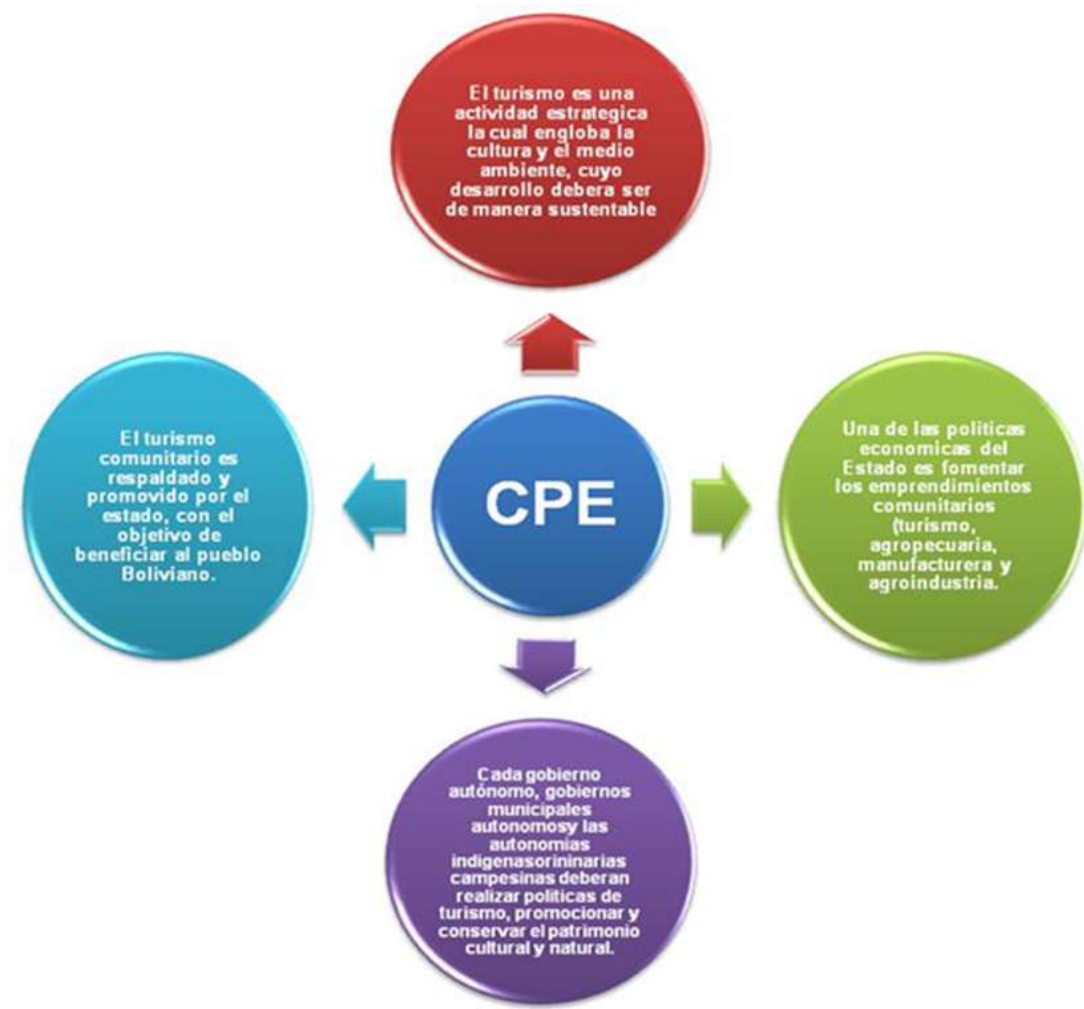 El turismo es una
actividad estrategica
la cual engloba la
cultura y el medio
ambiente, cuyo
desarrollo debera ser
de manera sustentable
El turismo
comunitario es
respaldado y
promovido por el
estado, con el
objetivo de
beneficiar al pueblo
Boliviano.
CPE
Una de las politicas
economicas del
Estado es fomentar
los emprendimientos
comunitarios
(turismo,
agropecuaria,
manufacturera y
agroindustria.
Cada gobierno
autónomo, gobiernos
municipales
autonomosy las
autonomias
indigenasorininarias
campesinas deberan
realizar politicas de
turismo, promocionar y
conservar el patrimonio
cultural y natural.